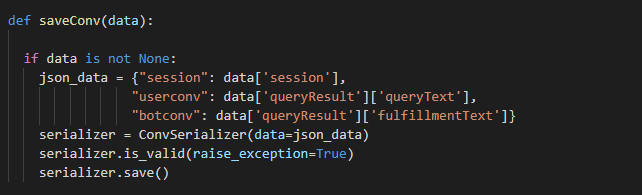 def saveConv(data):
if data is not None:
json_data = {"session": data['session'],
"userconv": data['queryResult']['queryText'],
"botconv": data['queryResult']['fulfillmentText']}
serializer = ConvSerializer(data=json_data)
serializer.is_valid(raise_exception=True)
serializer.save()